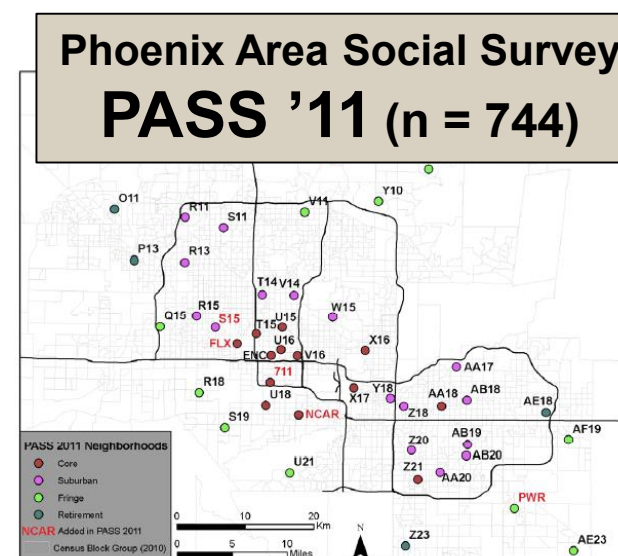 Phoenix Area Social Survey
PASS ’11 (n = 744)
Y10
O11
R11
V11
S11
P13
R13
T14 V14
R15
W15
Q15
S15
U15
T15
FLX
U16
X16
ENC
V16
AA17
711
R18
X17
Y18
AB18
U18
Z18
AA18
AE18
NCAR
S19
AF19
AB19
Z20
AB20
U21
Z21
AA20
PWR
Z23
AE23
PASS 2011 Neighborhoods
Core
Suburban
Fringe
Retirement
NCAR Added in PASS 2011
Census Block Group (2010)
0 10 20
Km
0 5 10
Miles
N